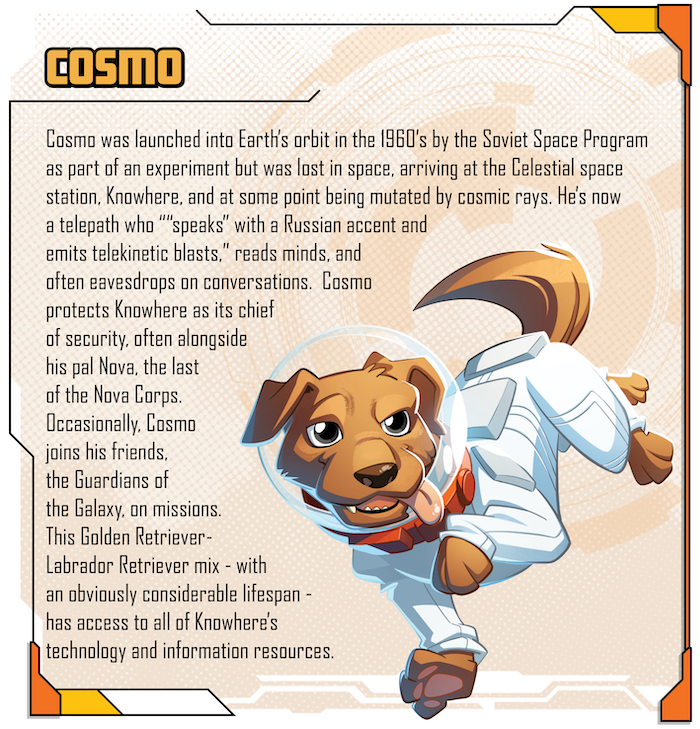 COSMO
Cosmo was launched into Earth's orbit in the 1960's by the Soviet Space Program
as part of an experiment but was lost in space, arriving at the Celestial space
station, Knowhere, and at some point being mutated by cosmic rays. He's now
a telepath who "“speaks” with a Russian accent and
emits telekinetic blasts,” reads minds, and
often eavesdrops on conversations. Cosmo
protects Knowhere as its chief
of security, often alongside
his pal Nova, the last
of the Nova Corps.
Occasionally, Cosmo
joins his friends,
the Guardians of
the Galaxy, on missions.
This Golden Retriever-
Labrador Retriever mix - with
an obviously considerable lifespan -
has access to all of Knowhere's
technology and information resources.